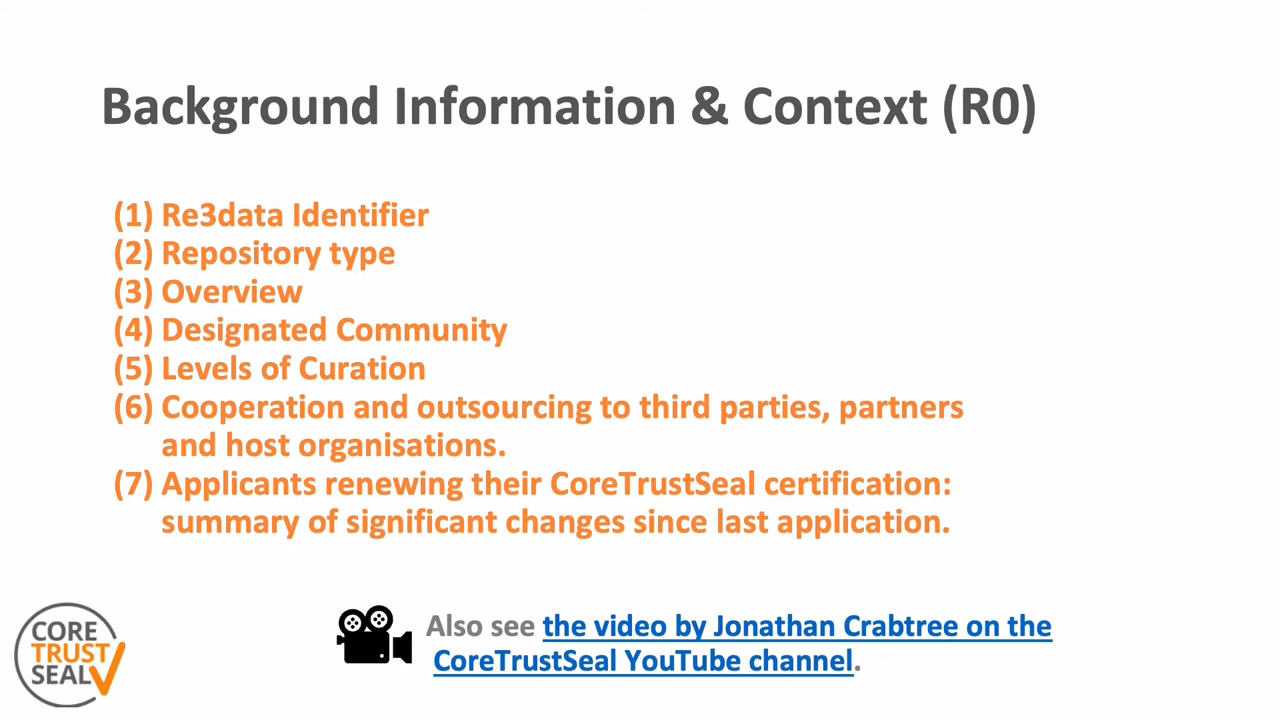 Background Information & Context (R0)
(1) Re3data Identifier
(2) Repository type
(3) Overview
(4) Designated Community
(5) Levels of Curation
(6) Cooperation and outsourcing to third parties, partners
and host organisations.
(7) Applicants renewing their CoreTrustSeal certification:
summary of significant changes since last application.
Also see the video by Jonathan Crabtree on the
CoreTrustSeal YouTube channel.
CORE
TRUST
SEAL